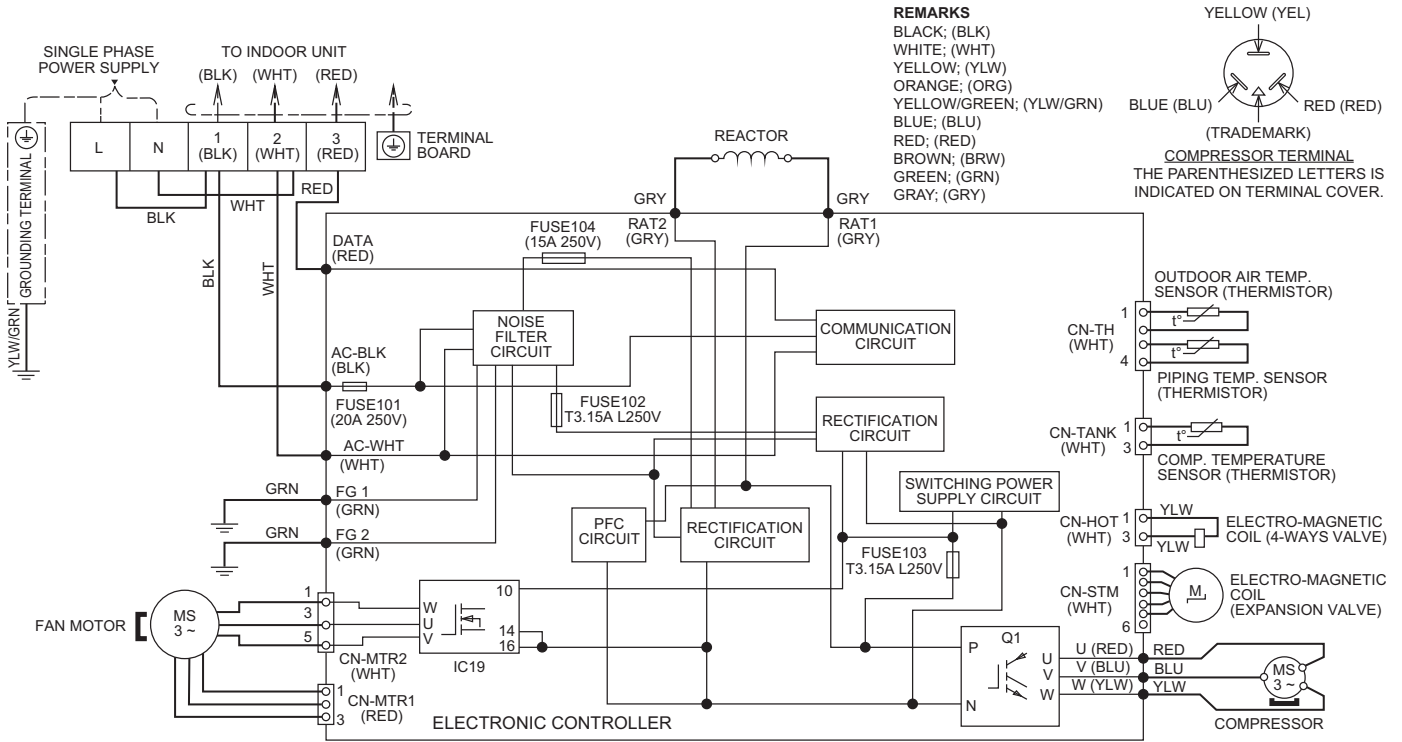 REMARKS
BLACK; (BLK)
WHITE; (WHT)
YELLOW; (YLW)
ORANGE; (ORG)
YELLOW/GREEN; (YLW/GRN)
BLUE; (BLU)
RED; (RED)
BROWN; (BRW)
GREEN; (GRN)
GRAY; (GRY)
YELLOW (YEL)
BLUE (BLU)
RED (RED)
(TRADEMARK)
COMPRESSOR TERMINAL
THE PARENTHESIZED LETTERS IS
INDICATED ON TERMINAL COVER.
SINGLE PHASE
POWER SUPPLY
TO INDOOR UNIT
(BLK)
(WHT)
(RED)
GROUNDING TERMINAL
L
N
1
(BLK)
2
(WHT)
3
(RED)
TERMINAL
BOARD
BLK
WHT
RED
YLW/GRN
BLK
WHT
REACTOR
GRY
GRY
RAT2
(GRY)
RAT1
(GRY)
DATA
(RED)
FUSE104
(15A 250V)
NOISE
FILTER
CIRCUIT
COMMUNICATION
CIRCUIT
AC-BLK
(BLK)
FUSE101
(20A 250V)
FUSE102
T3.15A L250V
RECTIFICATION
CIRCUIT
AC-WHT
(WHT)
GRN
FG 1
(GRN)
GRN
FG 2
(GRN)
PFC
CIRCUIT
RECTIFICATION
CIRCUIT
SWITCHING POWER
SUPPLY CIRCUIT
FUSE103
T3.15A L250V
FAN MOTOR
MS
3 ~
1
3
5
CN-MTR2
(WHT)
1
3
CN-MTR1
(RED)
W
U
V
10
14
16
IC19
ELECTRONIC CONTROLLER
Q1
P
N
U
V
W
U (RED)
V (BLU)
W (YLW)
RED
BLU
YLW
MS
3 ~
COMPRESSOR
OUTDOOR AIR TEMP.
SENSOR (THERMISTOR)
CN-TH
(WHT)
1
4
t°
t°
PIPING TEMP. SENSOR
(THERMISTOR)
CN-TANK
(WHT)
1
3
t°
COMP. TEMPERATURE
SENSOR (THERMISTOR)
CN-HOT
(WHT)
1
3
YLW
YLW
ELECTRO-MAGNETIC
COIL (4-WAYS VALVE)
CN-STM
(WHT)
1
6
M
ELECTRO-MAGNETIC
COIL
(EXPANSION VALVE)